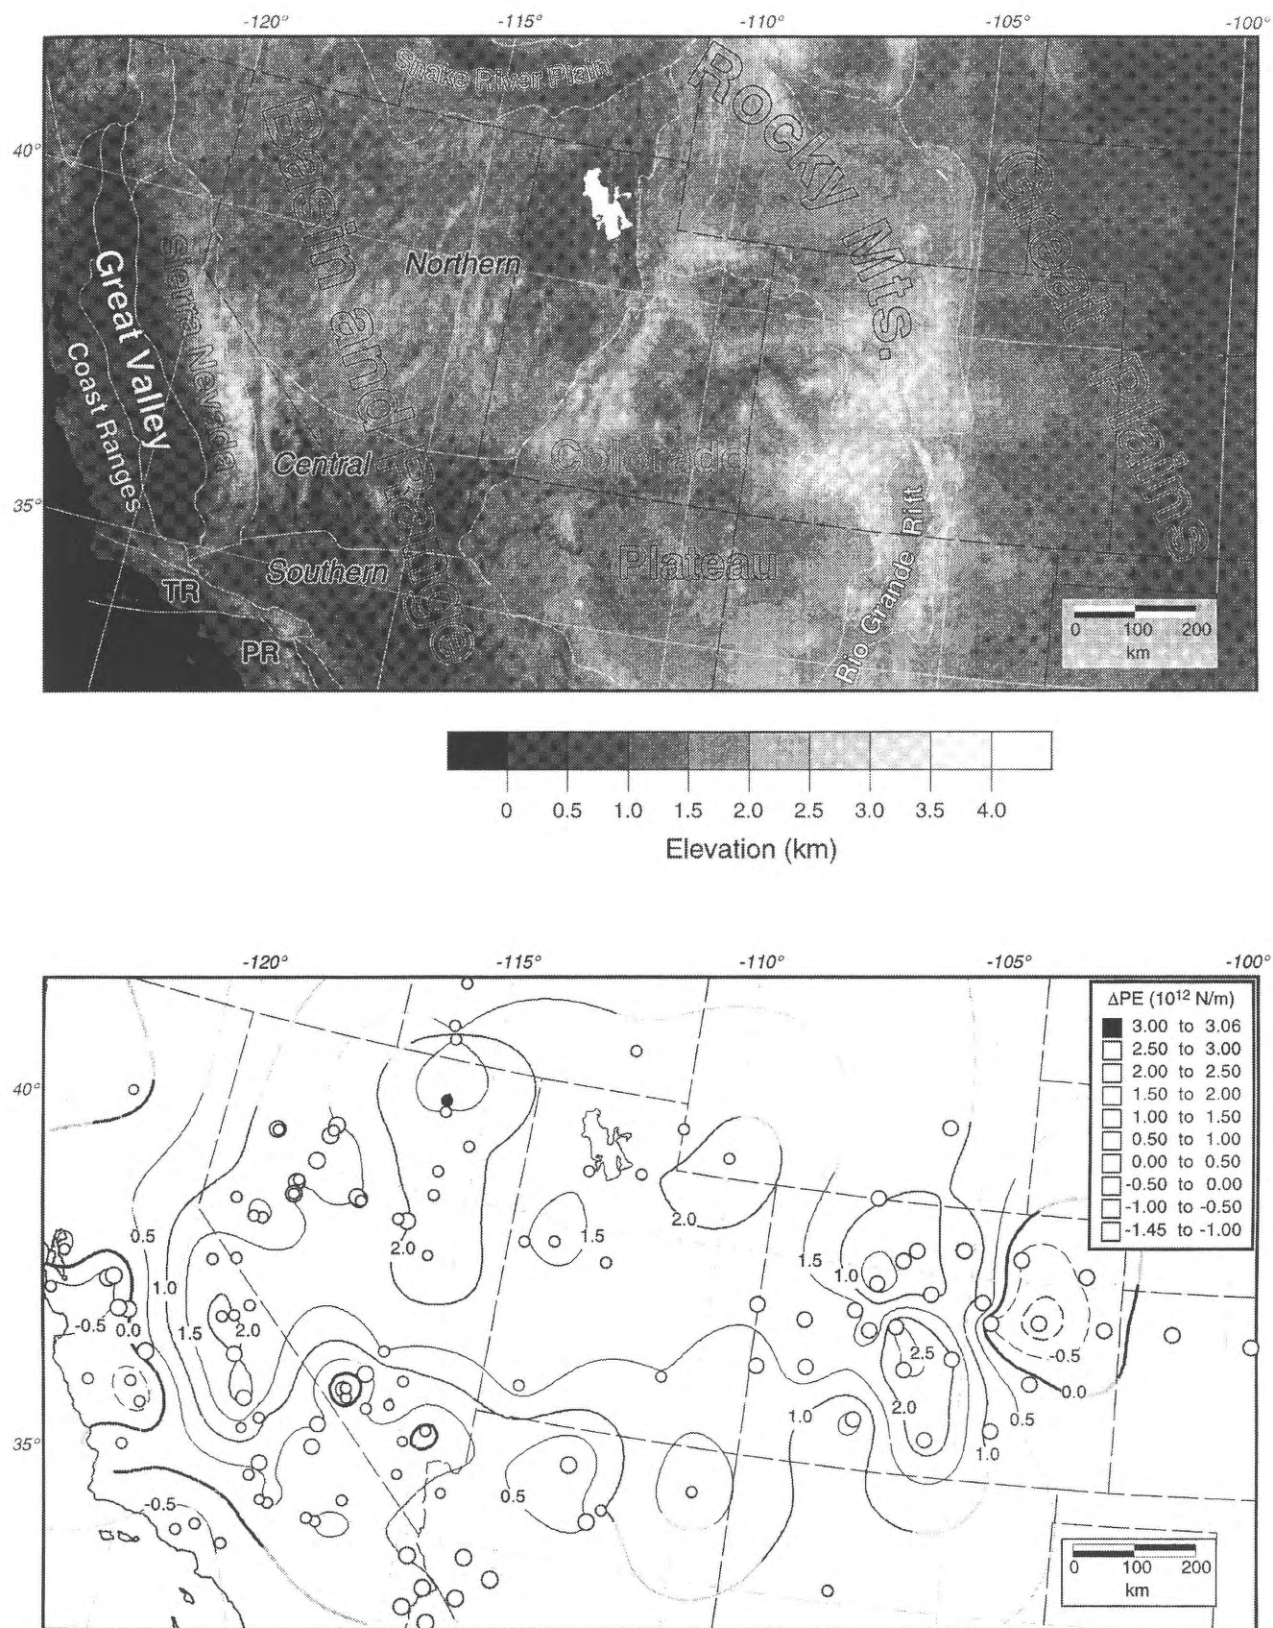 -120° -115° -110° -105° -100°
Snake River Plain
Rocky Mts.
40°
Basin and Range
Great Plains
Great Valley
Sierra Nevada
Northern
Coast Ranges
Central
Colorado
Plateau
35°
Southern
Rio Grande Rift
TR
PR
0 100 200
km
0 0.5 1.0 1.5 2.0 2.5 3.0 3.5 4.0
Elevation (km)
-120° -115° -110° -105° -100°
ΔPE (10¹² N/m)
3.00 to 3.06
2.50 to 3.00
2.00 to 2.50
1.50 to 2.00
1.00 to 1.50
0.50 to 1.00
0.00 to 0.50
-0.50 to 0.00
-1.00 to -0.50
-1.45 to -1.00
40°
0.5
2.0
1.5
2.0
1.5
1.0
1.0
-0.5
0.0
1.5
2.0
2.5
-0.5
0.0
2.0
1.0
0.5
1.0
35°
0.5
-0.5
0 100 200
km